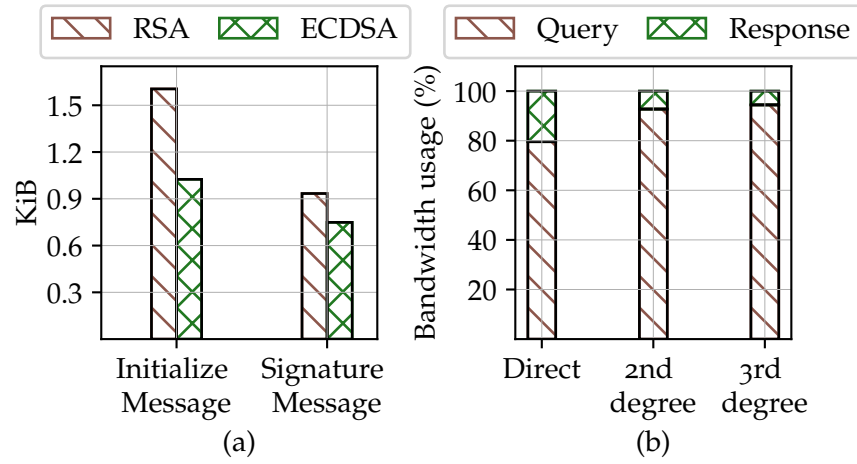 RSA ECDSA
KiB
1.5
1.2
0.9
0.6
0.3
Initialize
Message
Signature
Message
(a)
Query Response
Bandwidth usage (%)
100
80
60
40
20
Direct
2nd
degree
3rd
degree
(b)